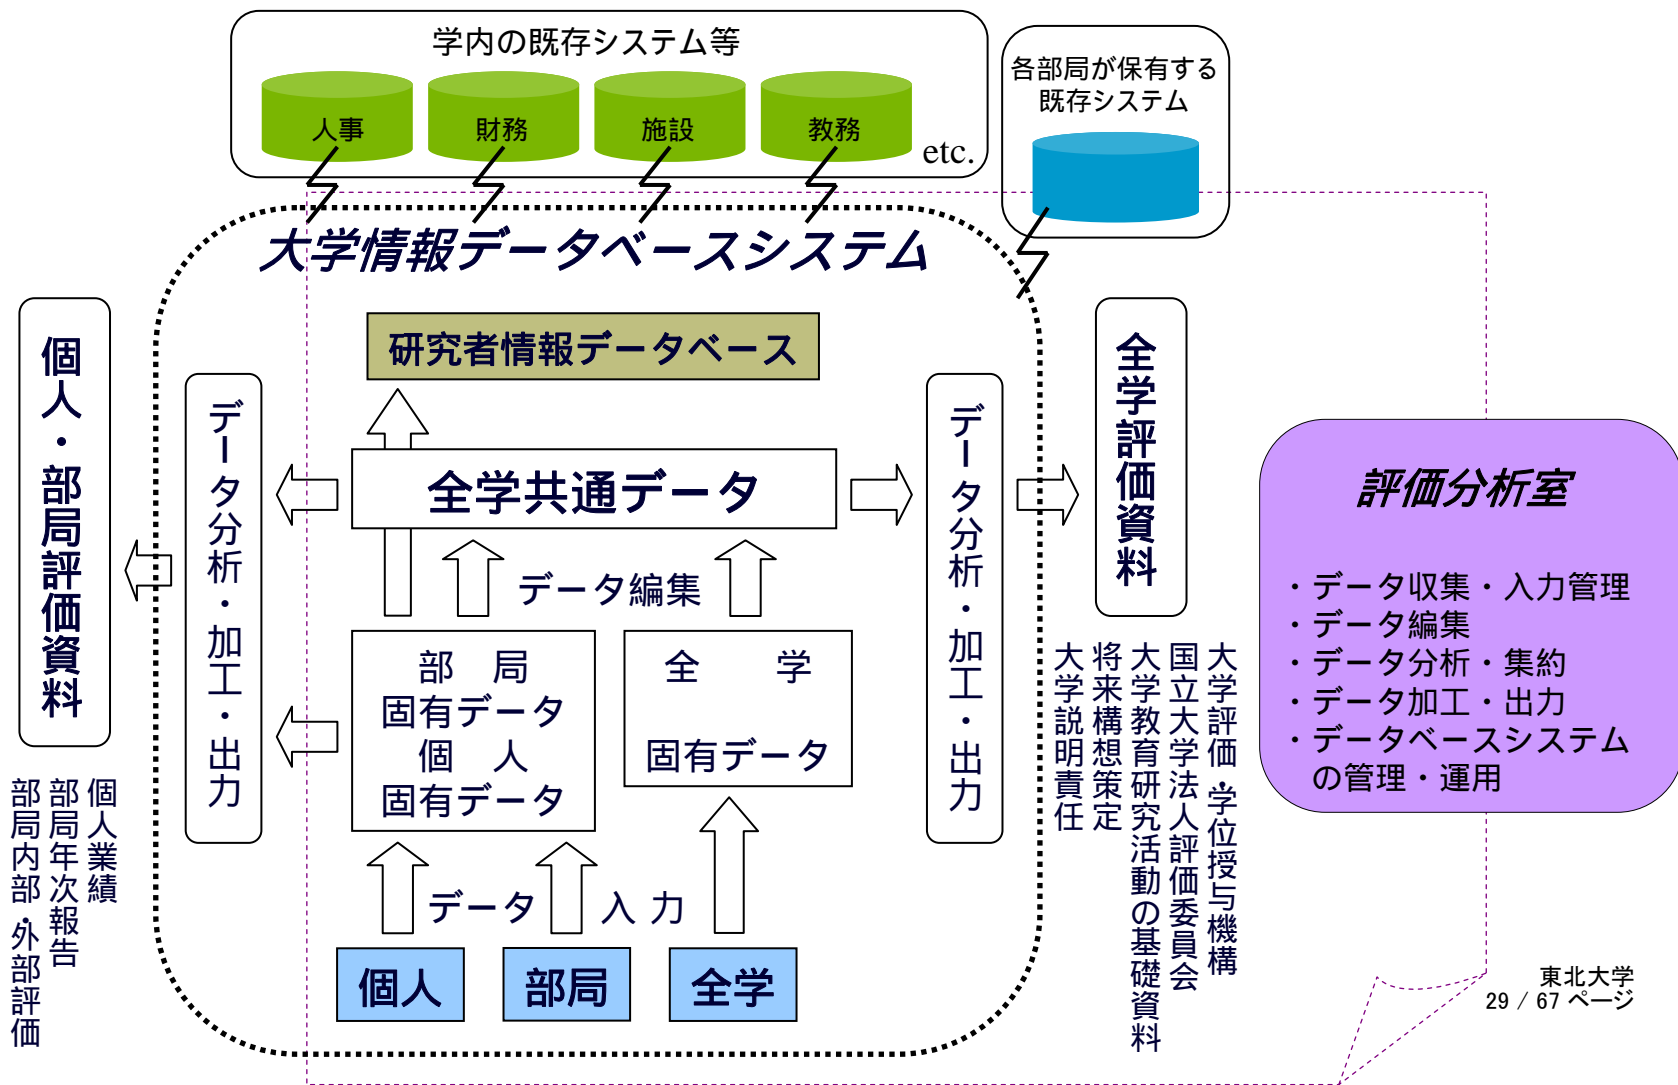 学内の既存システム等
人事
財務
施設
教務
etc.
各部局が保有する
既存システム
大学情報データベースシステム
研究者情報データベース
全学共通データ
データ編集
部　局
固有データ
個　人
固有データ
全　　学
固有データ
データ　入力
個人
部局
全学
データ分析・加工・出力
データ分析・加工・出力
個人・部局評価資料
個人業績
部局年次報告
部局内部・外部評価
全学評価資料
大学評価・学位授与機構
国立大学法人評価委員会
大学教育研究活動の基礎資料
将来構想策定
大学説明責任
評価分析室
・データ収集・入力管理
・データ編集
・データ分析・集約
・データ加工・出力
・データベースシステム
の管理・運用
東北大学
29 / 67 ページ